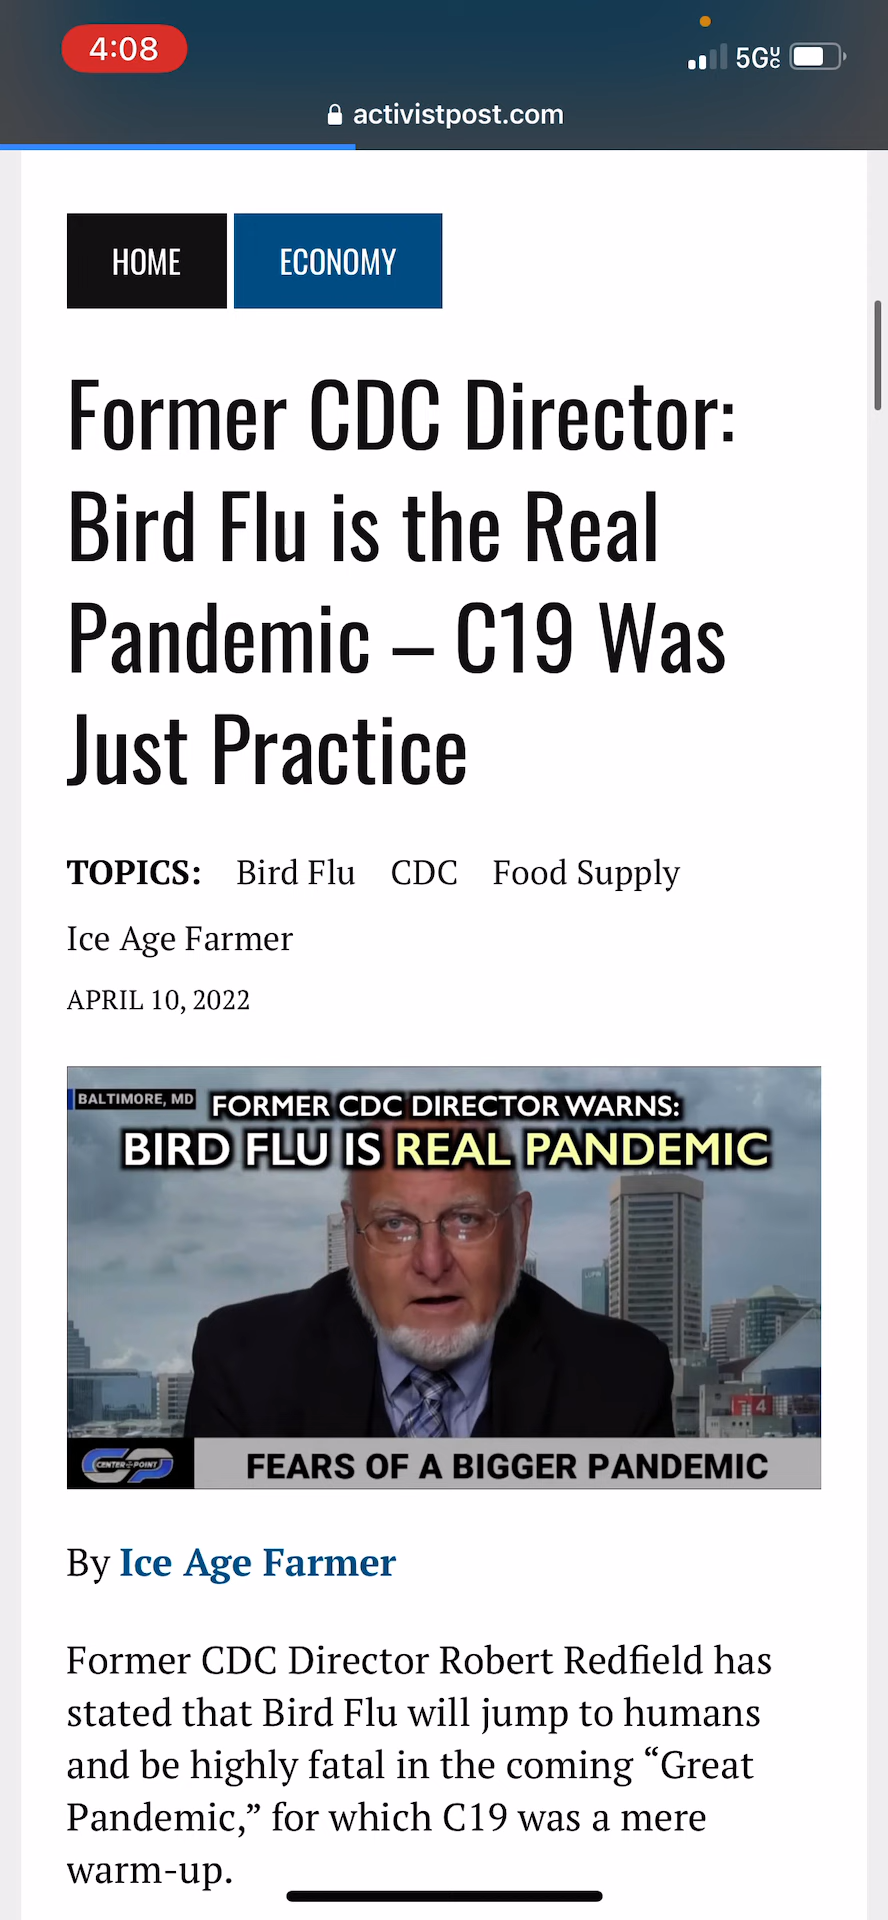 4:08
5G UC
activistpost.com
HOME
ECONOMY
Former CDC Director:
Bird Flu is the Real
Pandemic – C19 Was
Just Practice
TOPICS: Bird Flu CDC Food Supply
Ice Age Farmer
APRIL 10, 2022
BALTIMORE, MD
FORMER CDC DIRECTOR WARNS:
BIRD FLU IS REAL PANDEMIC
T4
CENTER POINT
FEARS OF A BIGGER PANDEMIC
By Ice Age Farmer
Former CDC Director Robert Redfield has
stated that Bird Flu will jump to humans
and be highly fatal in the coming “Great
Pandemic,” for which C19 was a mere
warm-up.